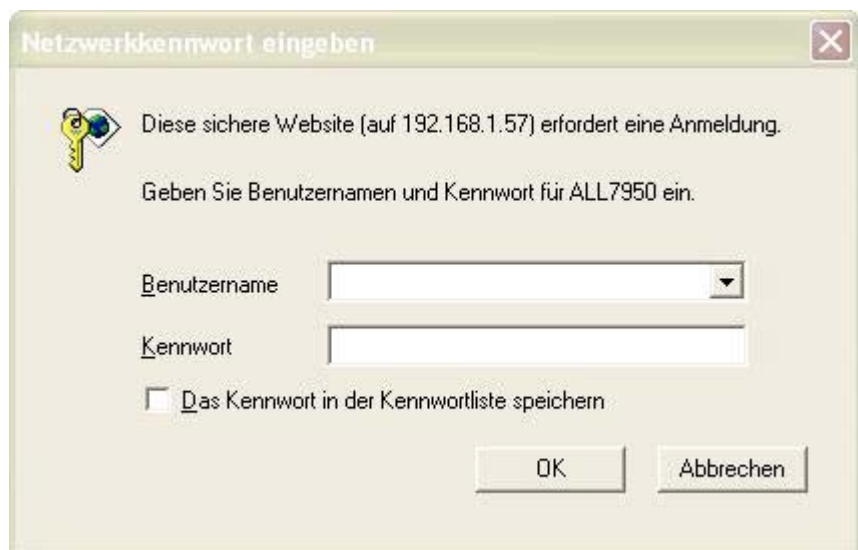 Netzwerkkennwort eingeben
Diese sichere Website (auf 192.168.1.57) erfordert eine Anmeldung.
Geben Sie Benutzernamen und Kennwort für ALL7950 ein.
Benutzername
Kennwort
Das Kennwort in der Kennwortliste speichern
OK Abbrechen